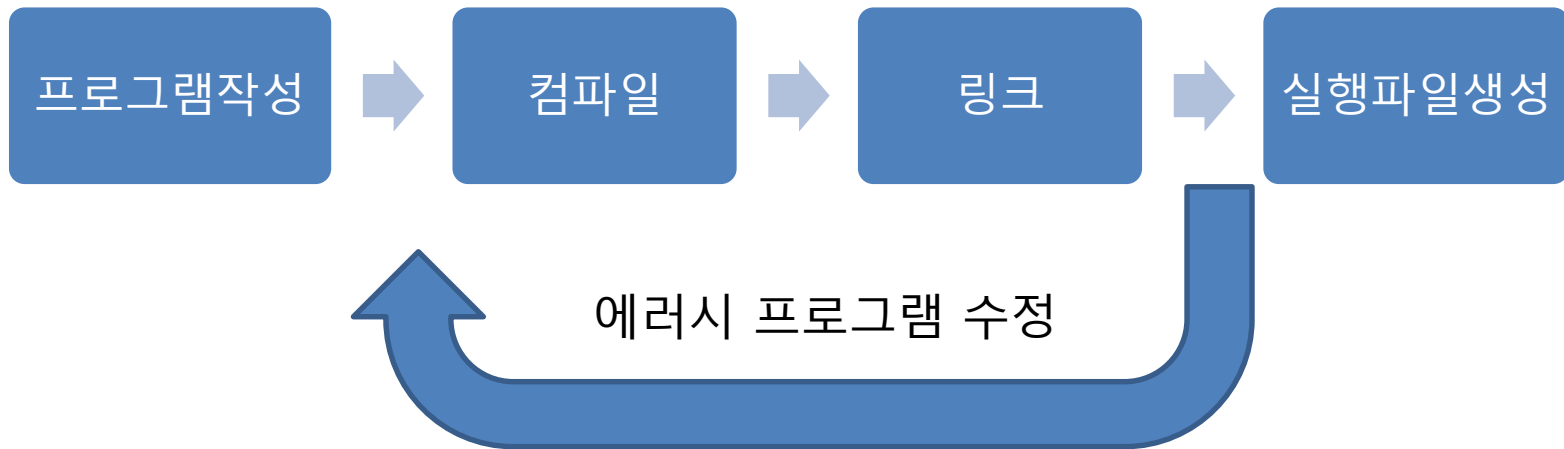 프로그램작성
컴파일
링크
실행파일생성
에러시 프로그램 수정